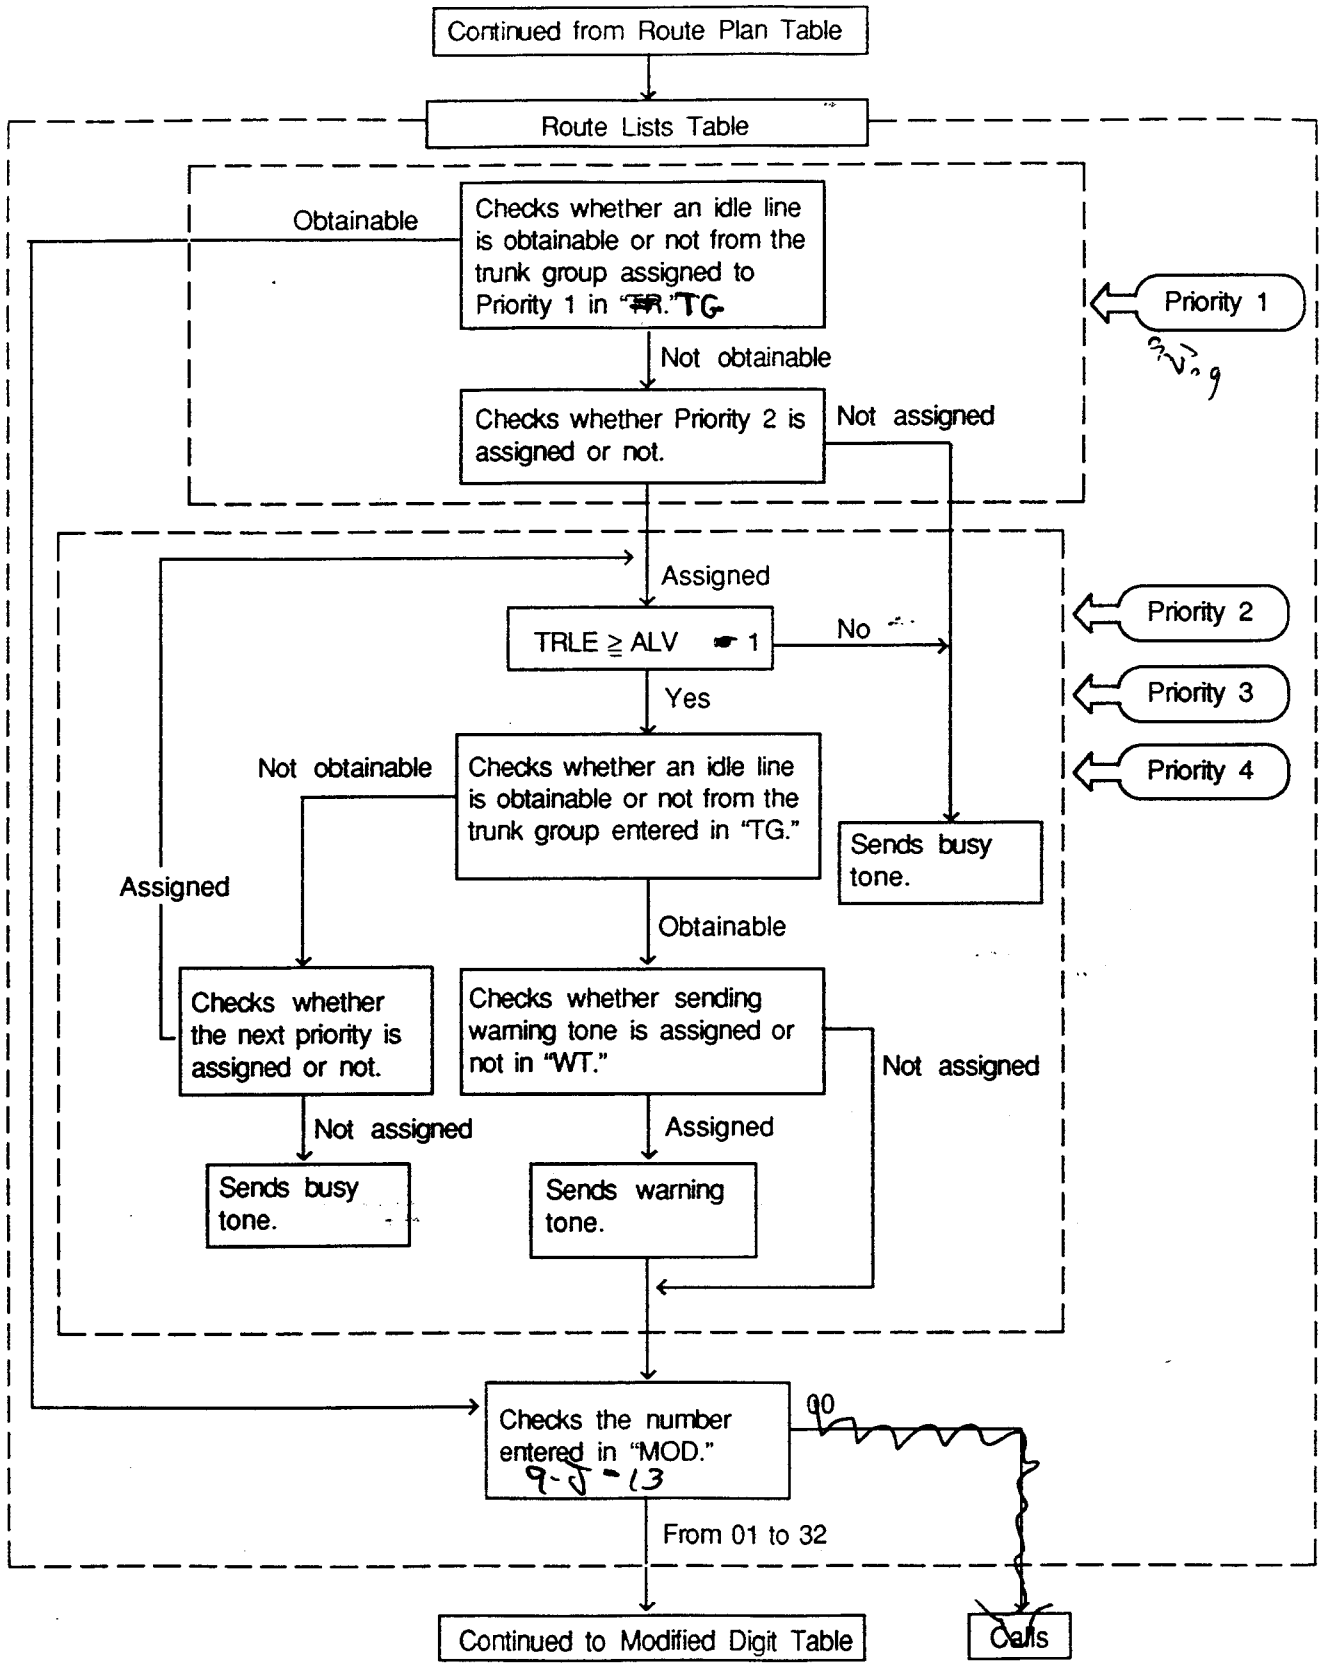 Continued from Route Plan Table
Route Lists Table
Obtainable
Checks whether an idle line
is obtainable or not from the
trunk group assigned to
Priority 1 in “TR.” TG
Priority 1
Not obtainable
Checks whether Priority 2 is
assigned or not.
Not assigned
Assigned
Priority 2
TRLE ≧ ALV ☛ 1
No
Yes
Priority 3
Not obtainable
Checks whether an idle line
is obtainable or not from the
trunk group entered in “TG.”
Priority 4
Sends busy
tone.
Assigned
Obtainable
Checks whether
the next priority is
assigned or not.
Checks whether sending
warning tone is assigned or
not in “WT.”
Not assigned
Not assigned
Assigned
Sends busy
tone.
Sends warning
tone.
Checks the number
entered in “MOD.”
9-J-13
00
From 01 to 32
Continued to Modified Digit Table
Calls